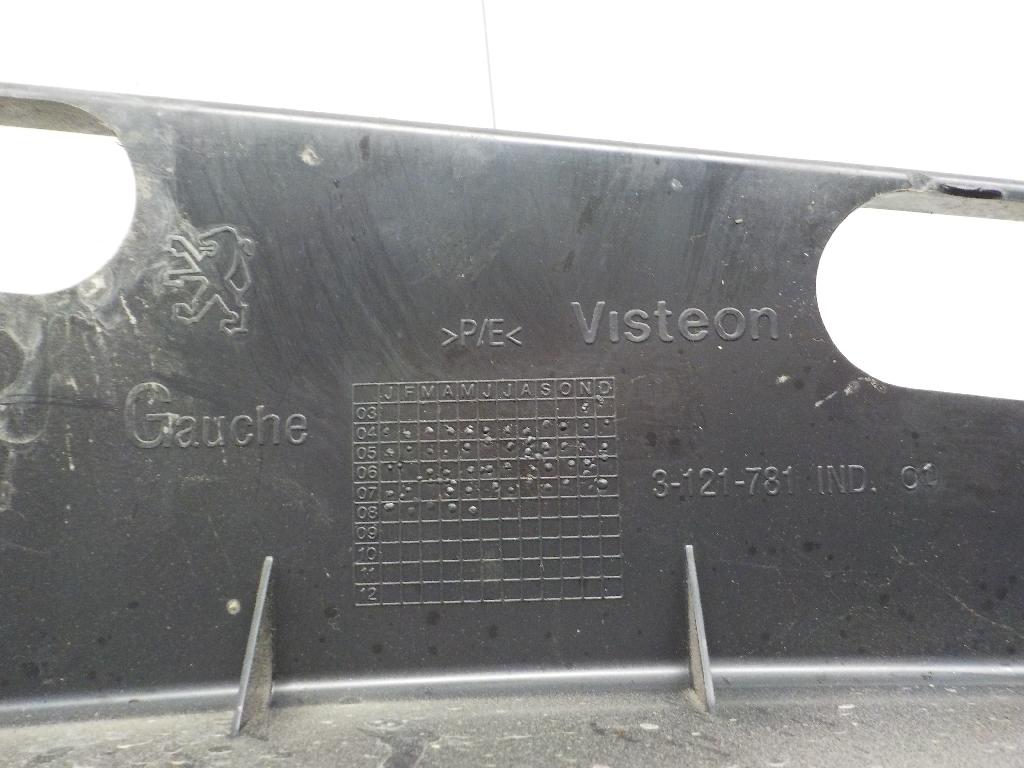 >P/E<
Visteon
Gauche
J F M A M J J A S O N D
03
04
05
06
07
08
09
10
11
12
3-121-781 IND.